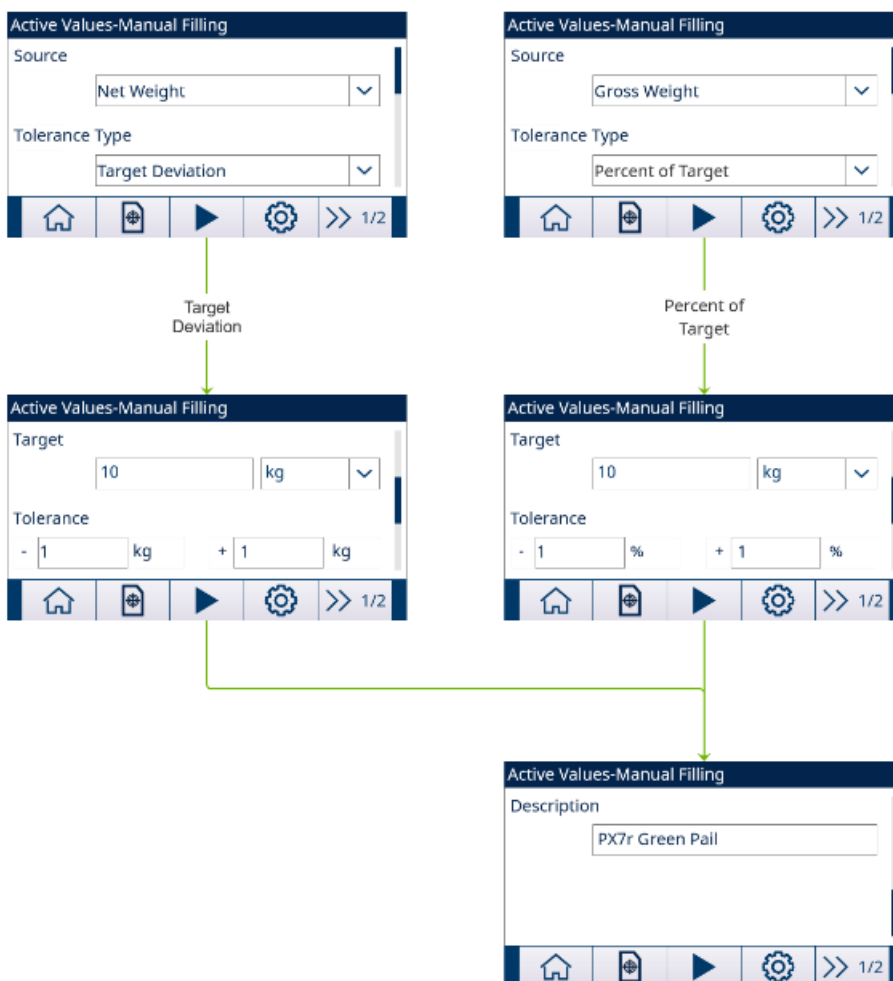 Active Values-Manual Filling
Source
Net Weight
Tolerance Type
Target Deviation
1/2
Active Values-Manual Filling
Source
Gross Weight
Tolerance Type
Percent of Target
1/2
Target
Deviation
Percent of
Target
Active Values-Manual Filling
Target
10 kg
Tolerance
- 1 kg + 1 kg
1/2
Active Values-Manual Filling
Target
10 kg
Tolerance
- 1 % + 1 %
1/2
Active Values-Manual Filling
Description
PX7r Green Pail
1/2